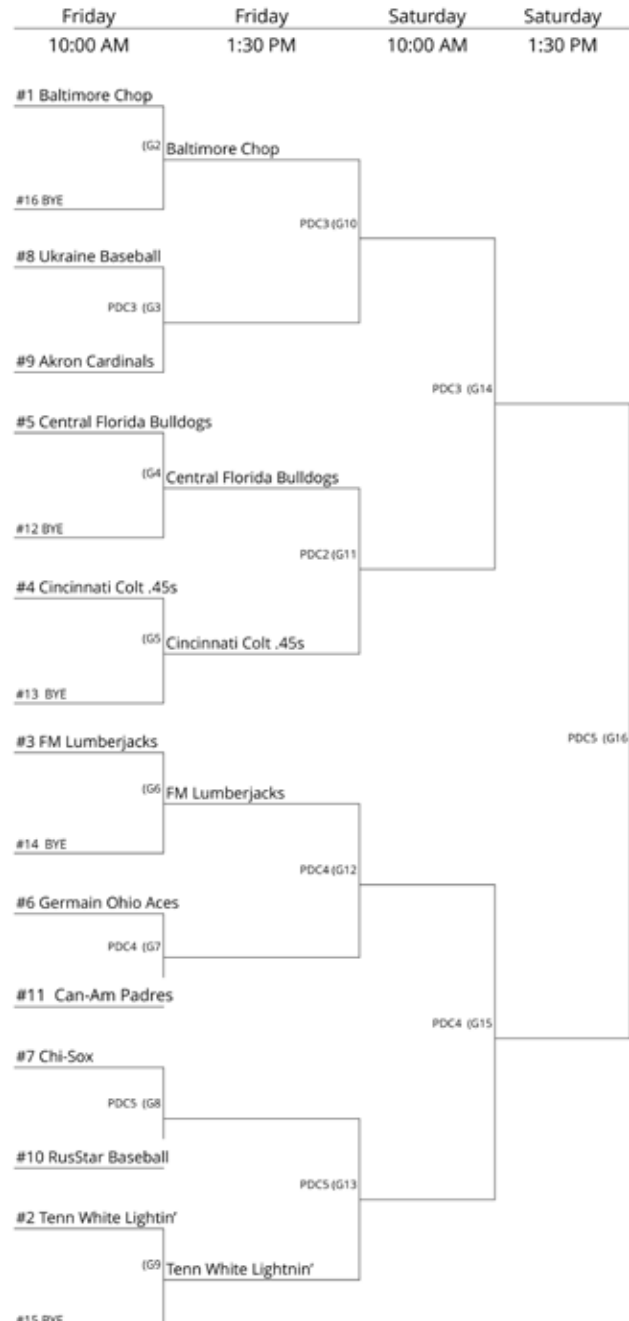 Friday Friday Saturday Saturday
10:00 AM 1:30 PM 10:00 AM 1:30 PM
#1 Baltimore Chop
(G2 Baltimore Chop
#16 BYE
PDC3 (G10
#8 Ukraine Baseball
PDC3 (G3
#9 Akron Cardinals
PDC3 (G14
#5 Central Florida Bulldogs
(G4 Central Florida Bulldogs
#12 BYE
PDC2 (G11
#4 Cincinnati Colt .45s
(G5 Cincinnati Colt .45s
#13 BYE
PDC5 (G16
#3 FM Lumberjacks
(G6 FM Lumberjacks
#14 BYE
PDC4 (G12
#6 Germain Ohio Aces
PDC4 (G7
#11 Can-Am Padres
PDC4 (G15
#7 Chi-Sox
PDC5 (G8
#10 RusStar Baseball
PDC5 (G13
#2 Tenn White Lightin’
(G9 Tenn White Lightnin’
#15 BYE